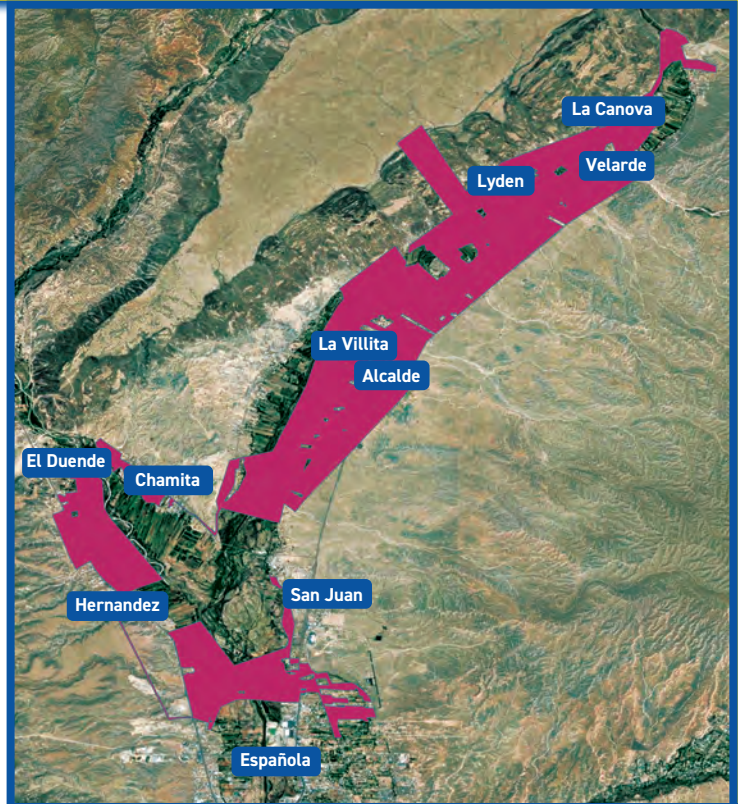 La Canova
Velarde
Lyden
La Villita
Alcalde
El Duende
Chamita
San Juan
Hernandez
Española